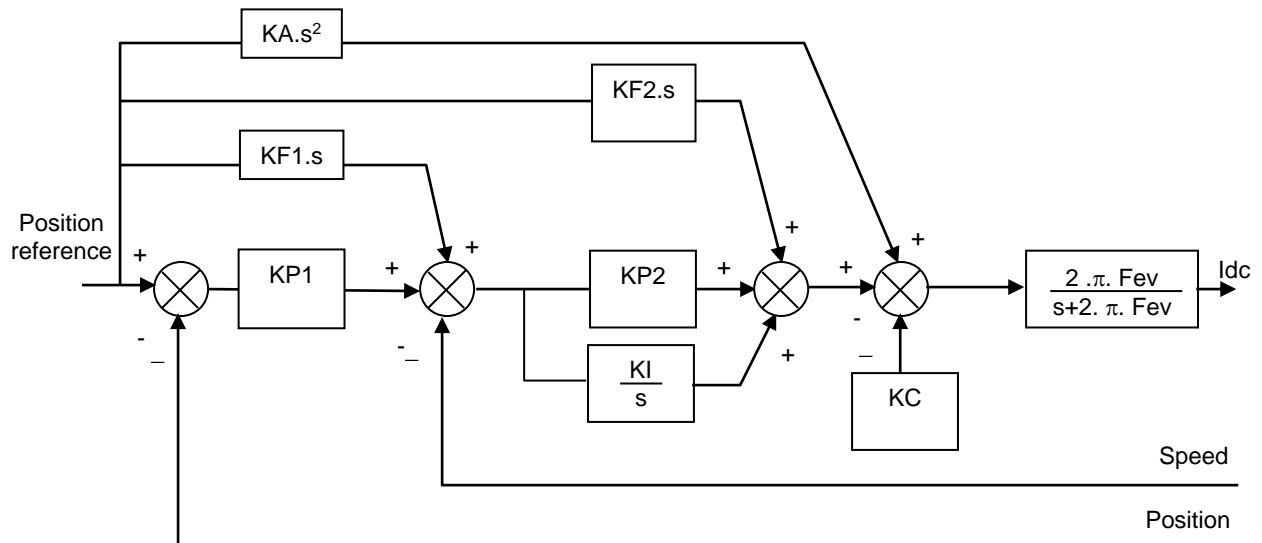 KA.s²
KF2.s
KF1.s
Position
reference
+
KP1
+
+
KP2
+
+
+
+
Idc
2 .π. Fev
s+2. π. Fev
-
_
-
_
+
-
_
KI
s
KC
Speed
Position